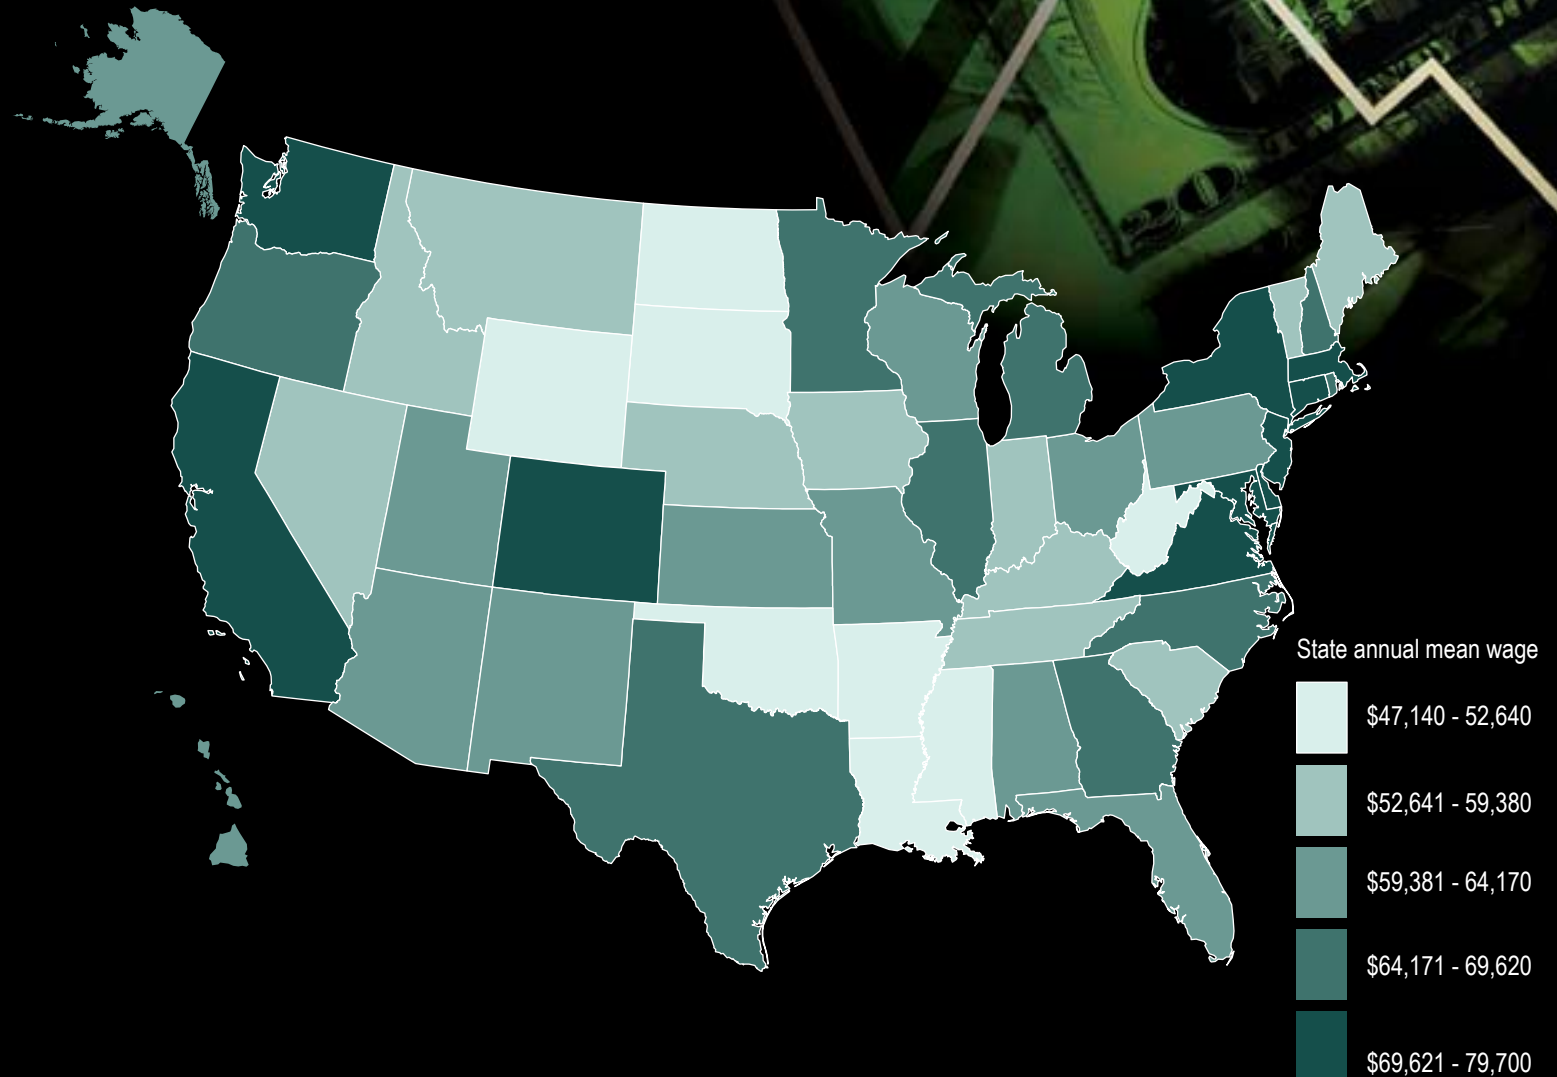 20
State annual mean wage
$47,140 - 52,640
$52,641 - 59,380
$59,381 - 64,170
$64,171 - 69,620
$69,621 - 79,700